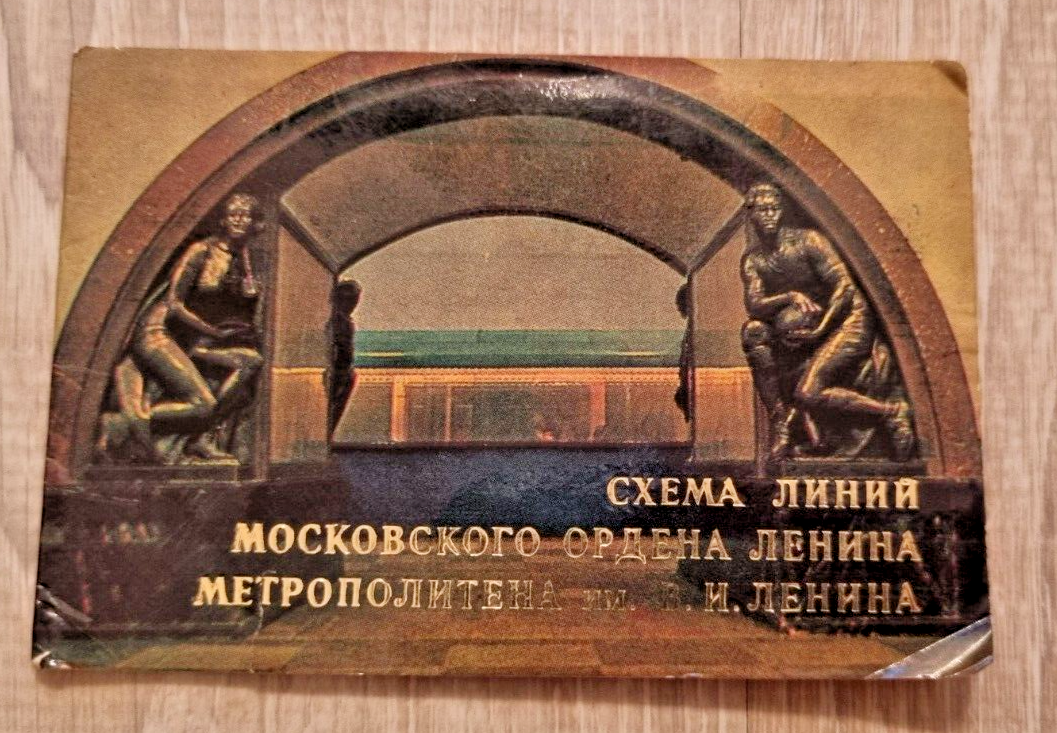 СХЕМА ЛИНИЙ
МОСКОВСКОГО ОРДЕНА ЛЕНИНА
МЕТРОПОЛИТЕНА им. В. И. ЛЕНИНА